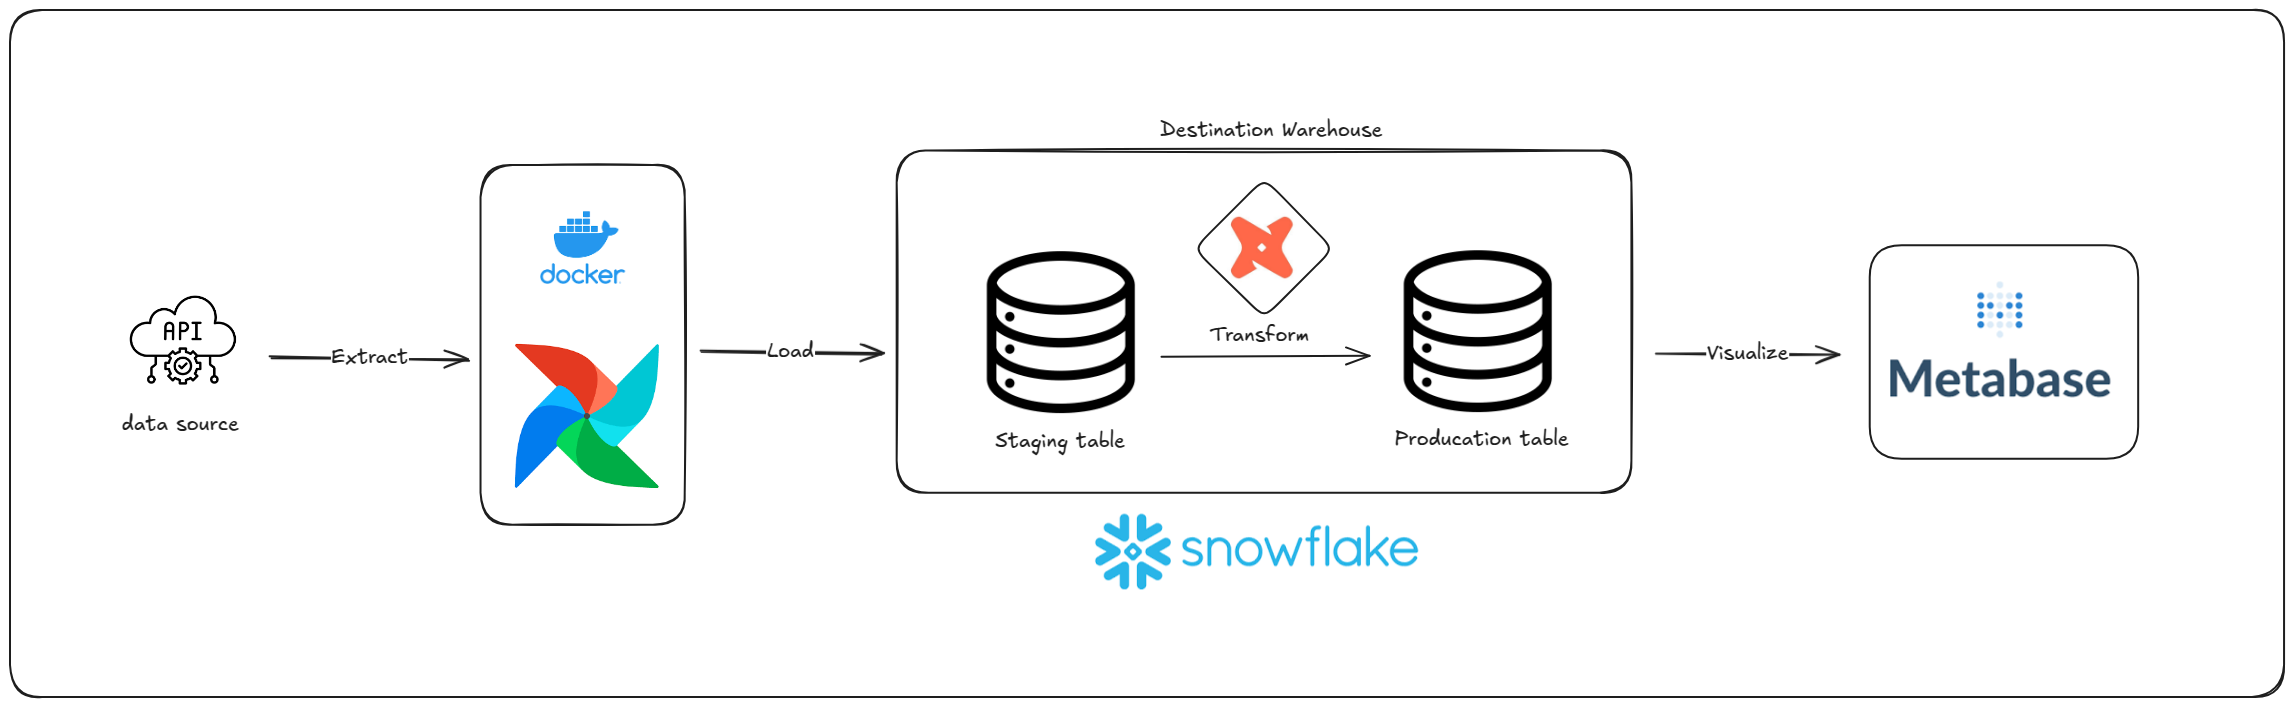 Destination Warehouse
docker
API
Extract
Load
Transform
Visualize
Metabase
data source
Staging table
Producation table
snowflake